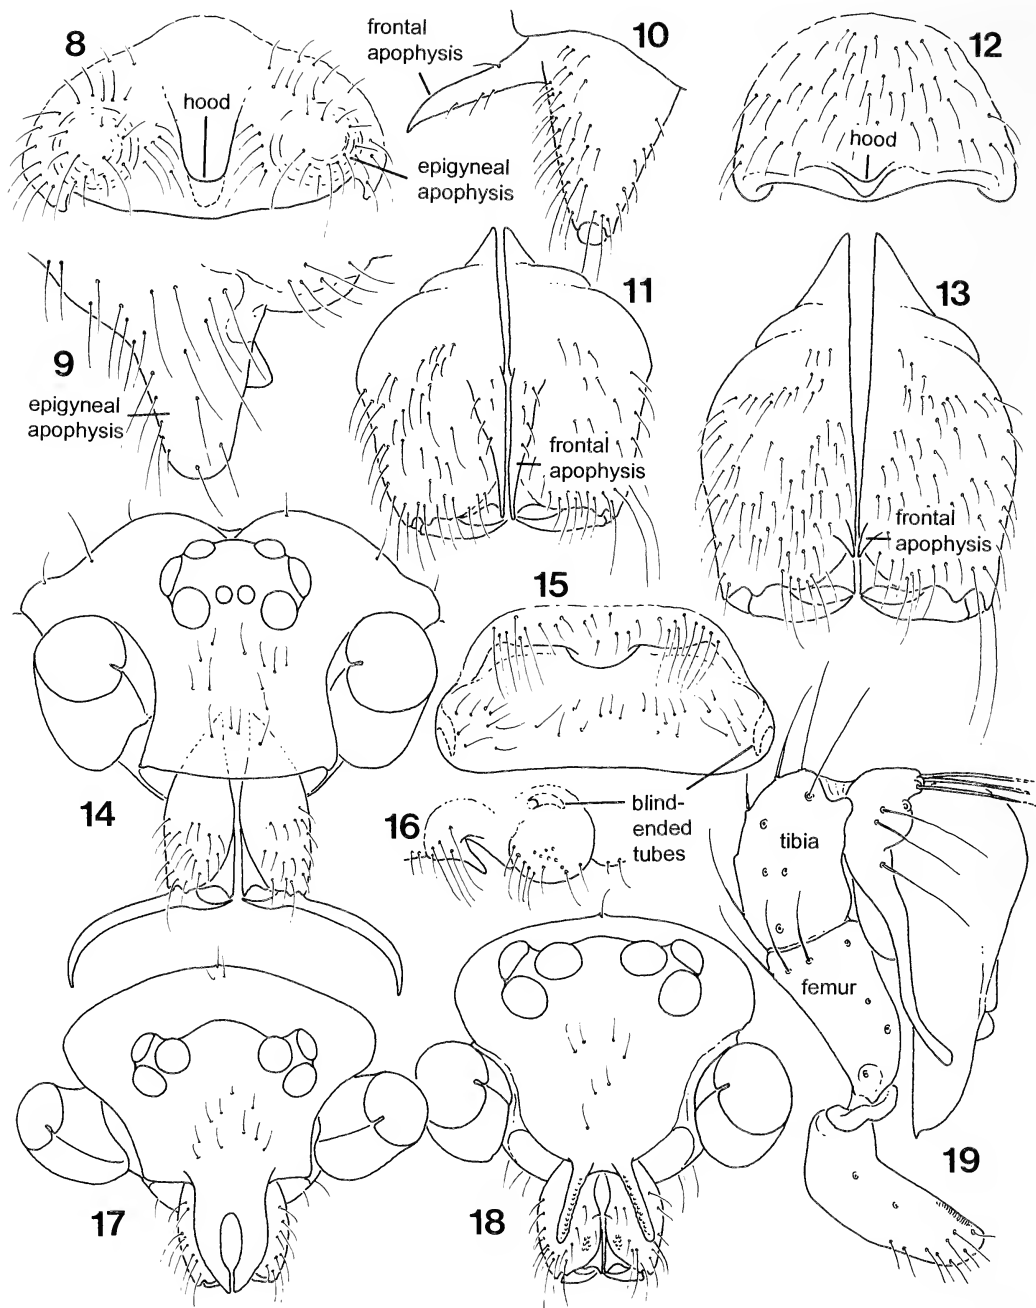 8
hood
epigyneal
apophysis
frontal
apophysis
10
12
hood
9
epigyneal
apophysis
11
frontal
apophysis
13
frontal
apophysis
14
15
16
blind-
ended
tubes
tibia
femur
17
18
19